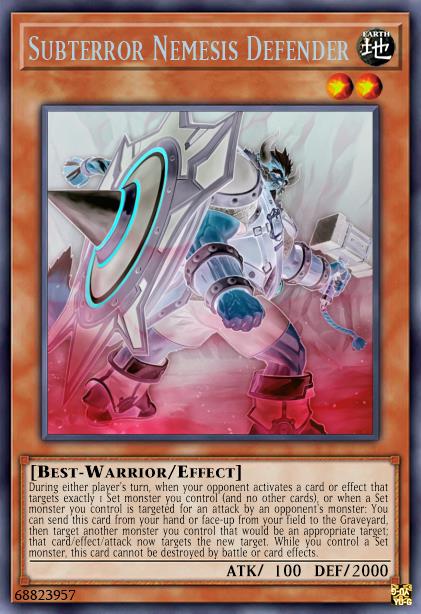 SUBTERROR NEMESIS DEFENDER
EARTH
地
[BEST-WARRIOR/EFFECT]
During either player's turn, when your opponent activates a card or effect that
targets exactly 1 Set monster you control (and no other cards), or when a Set
monster you control is targeted for an attack by an opponent's monster: You
can send this card from your hand or face-up from your field to the Graveyard,
then target another monster you control that would be an appropriate target;
that card/effect/attack now targets the new target. While you control a Set
monster, this card cannot be destroyed by battle or card effects.
ATK/ 100 DEF/2000
68823957